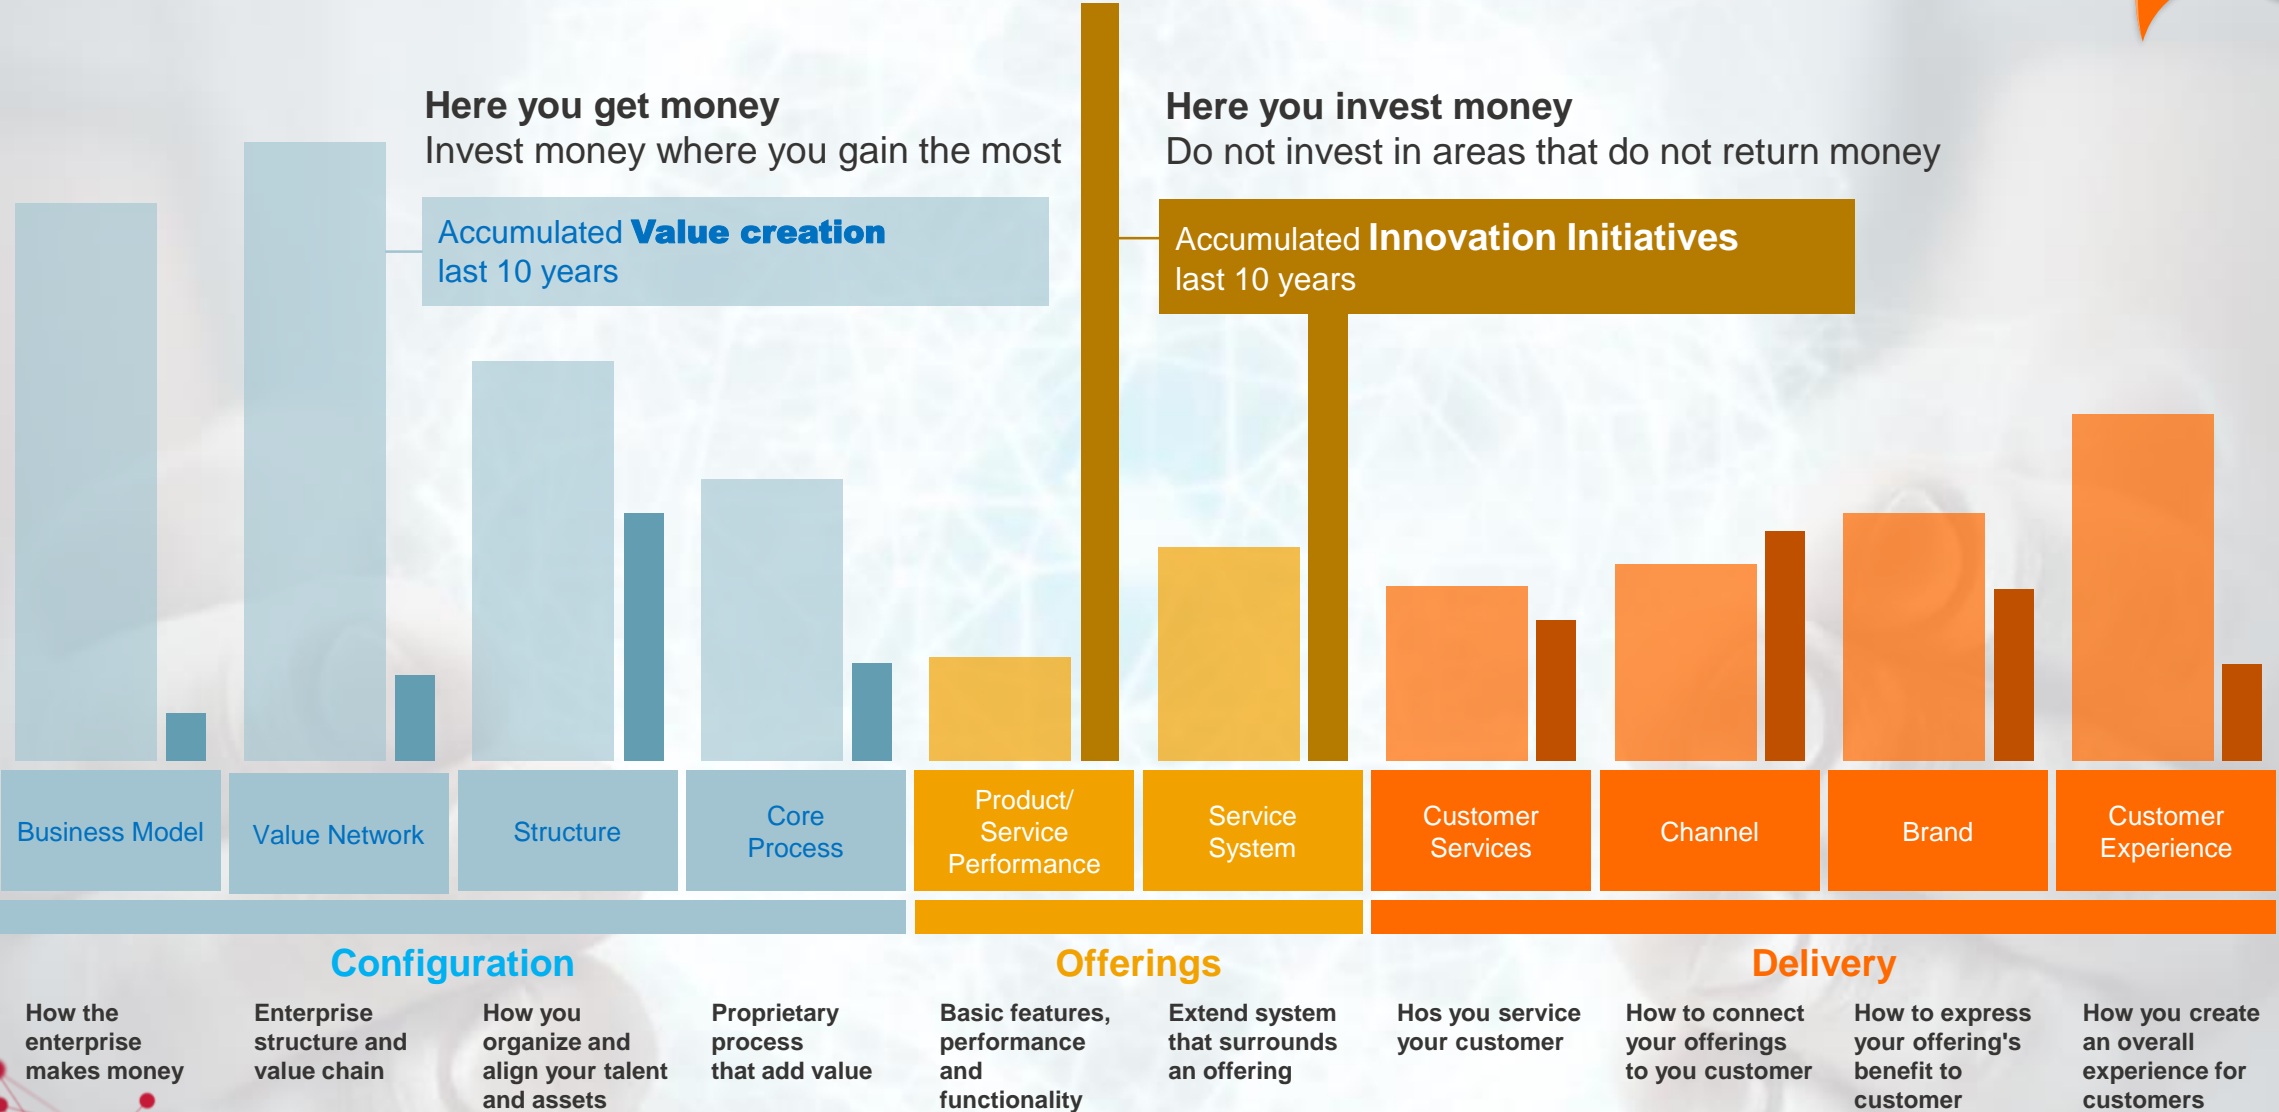 Here you get money
Invest money where you gain the most
Accumulated Value creation
last 10 years
Here you invest money
Do not invest in areas that do not return money
Accumulated Innovation Initiatives
last 10 years
Business Model
Value Network
Structure
Core
Process
Product/
Service
Performance
Service
System
Customer
Services
Channel
Brand
Customer
Experience
Configuration
Offerings
Delivery
How the
enterprise
makes money
Enterprise
structure and
value chain
How you
organize and
align your talent
and assets
Proprietary
process
that add value
Basic features,
performance
and
functionality
Extend system
that surrounds
an offering
Hos you service
your customer
How to connect
your offerings
to you customer
How to express
your offering's
benefit to
customer
How you create
an overall
experience for
customers